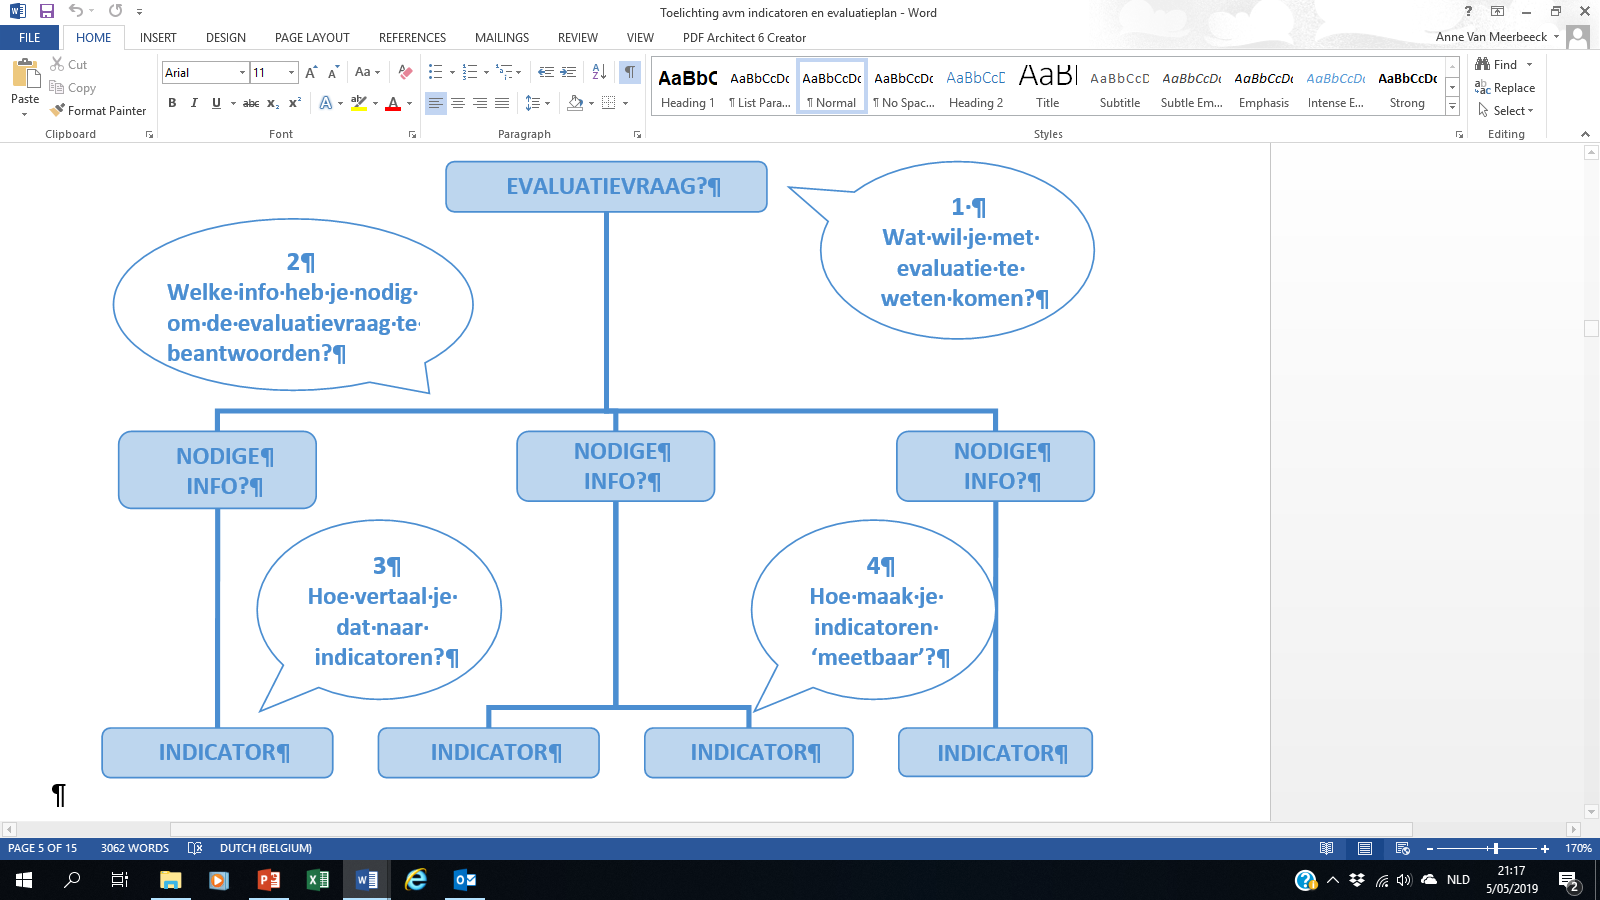 Toelichting avm indicatoren en evaluatieplan - Word
?
FILE HOME INSERT DESIGN PAGE LAYOUT REFERENCES MAILINGS REVIEW VIEW PDF Architect 6 Creator
Anne Van Meerbeeck
Paste
Cut
Copy
Format Painter
Clipboard
Arial 11
Font
Paragraph
AaBbC AaBbCcDc AaBbCcDc AaBbCcDc AaBbCcD AaBl AaBbCcD AaBbCcDc AaBbCcDc AaBbCcDc AaBbCcDc
Heading 1 ¶ List Para... ¶ Normal ¶ No Spac... Heading 2 Title Subtitle Subtle Em... Emphasis Intense E... Strong
Styles
Find
Replace
Select
Editing
EVALUATIEVRAAG?¶
1·¶
Wat·wil·je·met·
evaluatie·te·
weten·komen?¶
2¶
Welke·info·heb·je·nodig·
om·de·evaluatievraag·te·
beantwoorden?¶
NODIGE¶
INFO?¶
NODIGE¶
INFO?¶
NODIGE¶
INFO?¶
3¶
Hoe·vertaal·je·
dat·naar·
indicatoren?¶
4¶
Hoe·maak·je·
indicatoren·
‘meetbaar’?¶
INDICATOR¶
INDICATOR¶
INDICATOR¶
INDICATOR¶
¶
PAGE 5 OF 15 3062 WORDS DUTCH (BELGIUM) 170%
NLD
21:17
5/05/2019
2